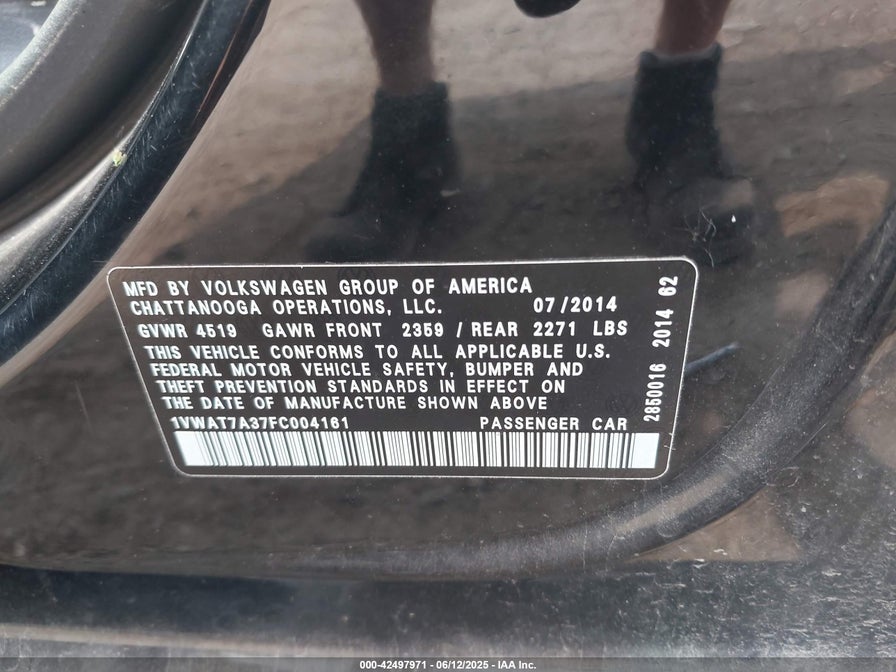 MFD BY VOLKSWAGEN GROUP OF AMERICA
CHATTANOOGA OPERATIONS, LLC. 07/2014
GVWR 4519 GAWR FRONT 2359 / REAR 2271 LBS
THIS VEHICLE CONFORMS TO ALL APPLICABLE U.S.
FEDERAL MOTOR VEHICLE SAFETY, BUMPER AND
THEFT PREVENTION STANDARDS IN EFFECT ON
THE DATE OF MANUFACTURE SHOWN ABOVE
1VWAT7A37FC004161 PASSENGER CAR
2850016 2014 62
000-42497971 - 06/12/2025 - IAA Inc.